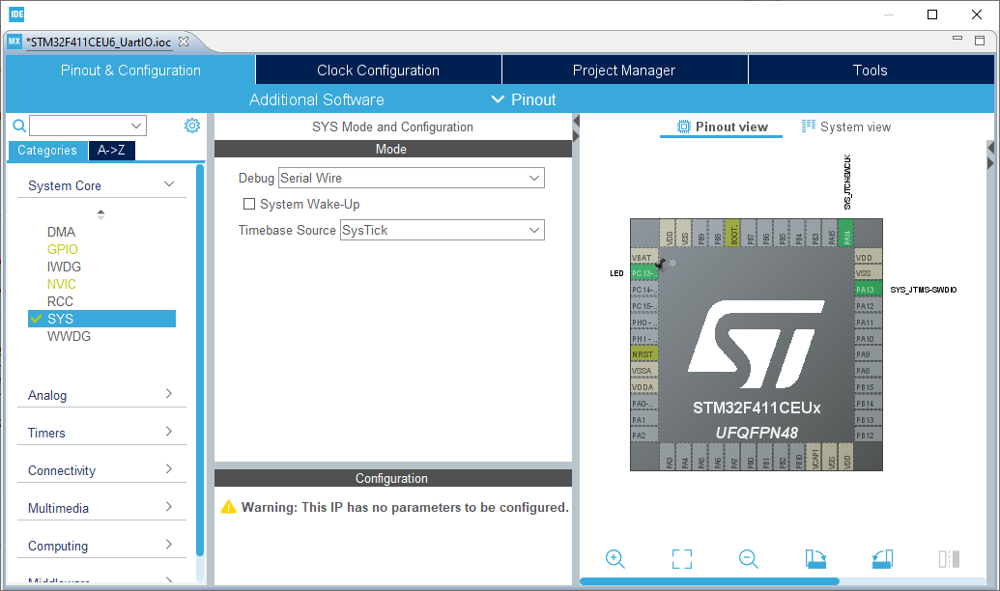 IDE
MX *STM32F411CEU6_UartIO.ioc
Pinout & Configuration
Clock Configuration
Project Manager
Tools
Additional Software
Pinout
Categories
A->Z
System Core
DMA
GPIO
IWDG
NVIC
RCC
SYS
WWDG
Analog
Timers
Connectivity
Multimedia
Computing
Middleware
SYS Mode and Configuration
Mode
Debug Serial Wire
System Wake-Up
Timebase Source SysTick
Configuration
Warning: This IP has no parameters to be configured.
Pinout view
System view
SYS_JTCK-SWCLK
VDD
VSS
PB9
PB8
BOOT..
PB7
PB6
PB5
PB4
PB3
PA15
PA14
LED
VBAT
PC13-..
PC14-..
PC15-..
PH0-..
PH1-..
NRST
VSSA
VDDA
PA0-..
PA1
PA2
VDD
VSS
PA13
SYS_JTMS-SWDIO
PA12
PA11
PA10
PA9
PA8
PB15
PB14
PB13
PB12
ST
STM32F411CEUx
UFQFPN48
PA3
PA4
PA5
PA6
PA7
PB0
PB1
PB2
PB10
VCAP1
VSS
VDD